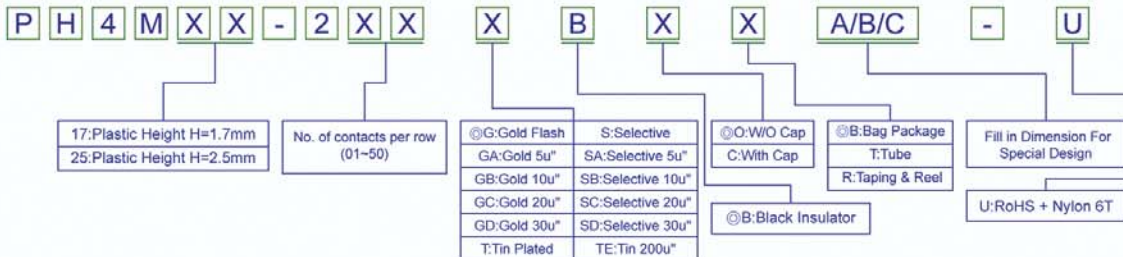 P H 4 M X X - 2 X X X B X X A/B/C - U
17:Plastic Height H=1.7mm
25:Plastic Height H=2.5mm
No. of contacts per row
(01~50)
◎G:Gold Flash S:Selective
GA:Gold 5u" SA:Selective 5u"
GB:Gold 10u" SB:Selective 10u"
GC:Gold 20u" SC:Selective 20u"
GD:Gold 30u" SD:Selective 30u"
T:Tin Plated TE:Tin 200u"
◎O:W/O Cap
C:With Cap
◎B:Black Insulator
◎B:Bag Package
T:Tube
R:Taping & Reel
Fill in Dimension For
Special Design
U:RoHS + Nylon 6T